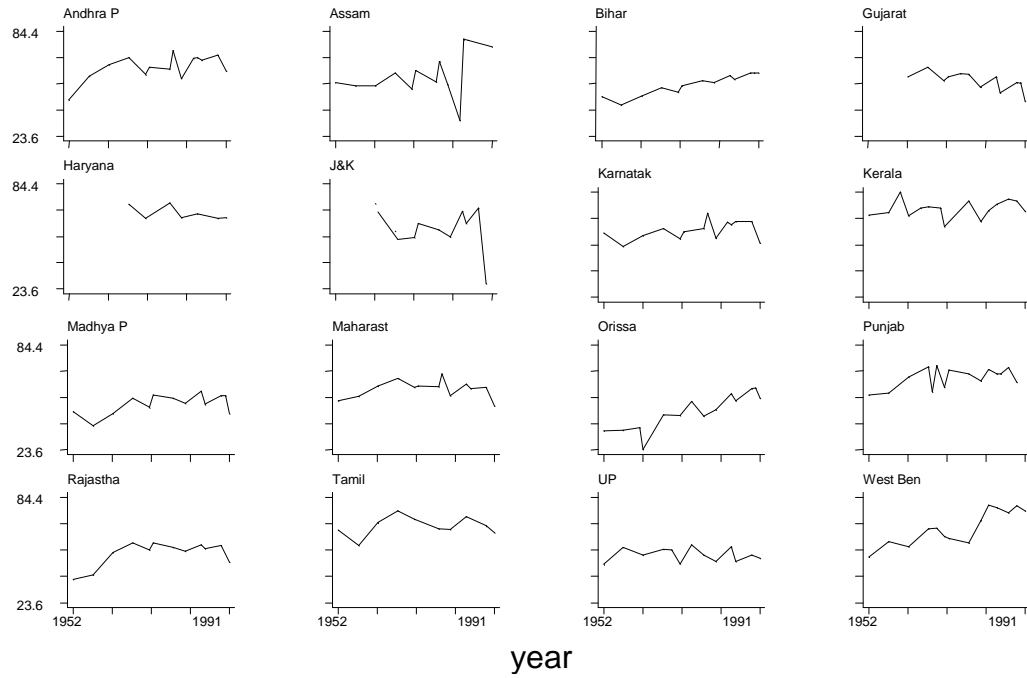 Andhra P Assam Bihar Gujarat
84.4
23.6
Haryana J&K Karnatak Kerala
84.4
23.6
Madhya P Maharast Orissa Punjab
84.4
23.6
Rajastha Tamil UP West Ben
84.4
23.6
1952 1991 1952 1991 1952 1991 1952 1991
year